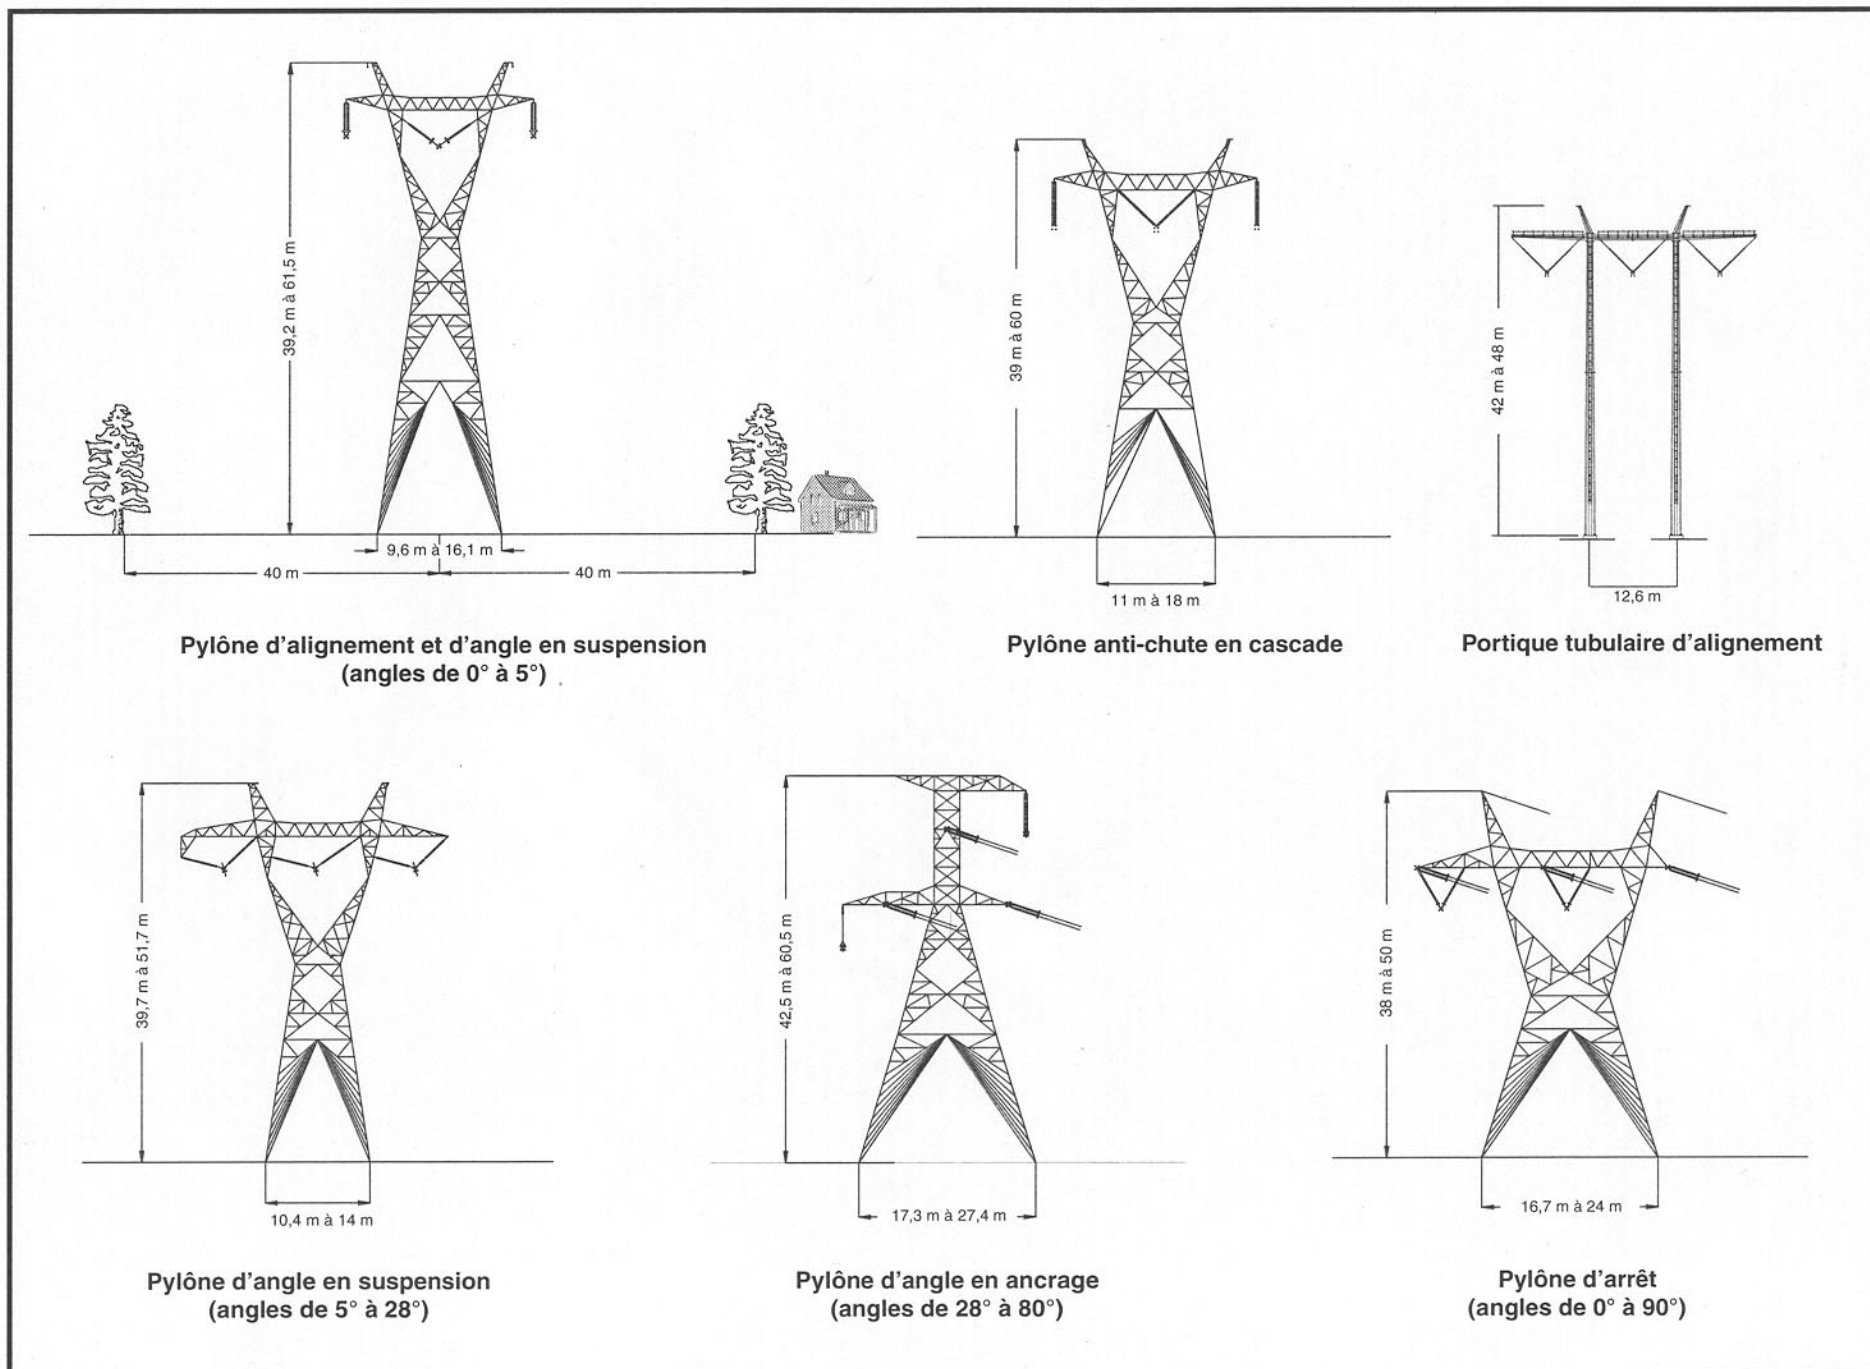 39,2 m à 61,5 m
9,6 m à 16,1 m
40 m
40 m
Pylône d'alignement et d'angle en suspension
(angles de 0° à 5°)
39 m à 60 m
11 m à 18 m
Pylône anti-chute en cascade
42 m à 48 m
12,6 m
Portique tubulaire d'alignement
39,7 m à 51,7 m
10,4 m à 14 m
Pylône d'angle en suspension
(angles de 5° à 28°)
42,5 m à 60,5 m
17,3 m à 27,4 m
Pylône d'angle en ancrage
(angles de 28° à 80°)
38 m à 50 m
16,7 m à 24 m
Pylône d'arrêt
(angles de 0° à 90°)